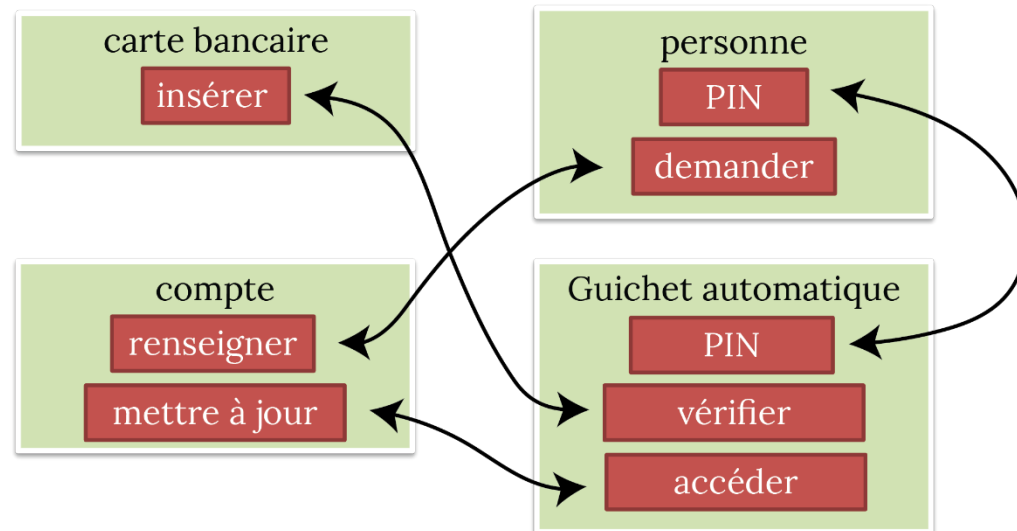 carte bancaire
insérer
personne
PIN
demander
compte
renseigner
mettre à jour
Guichet automatique
PIN
vérifier
accéder